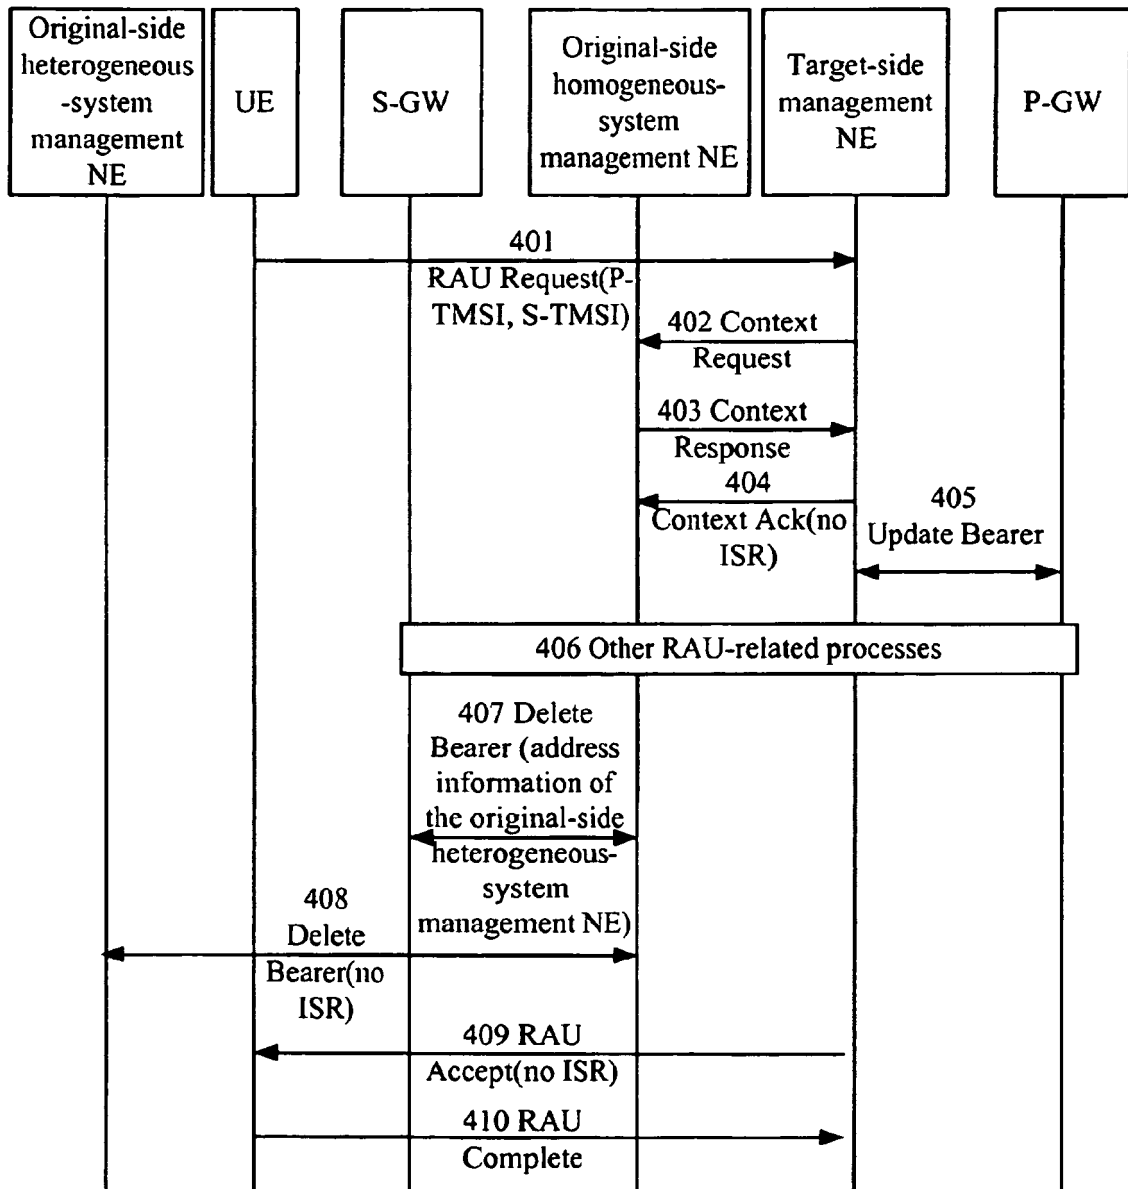 Original-side
heterogeneous
-system
management
NE
UE
S-GW
Original-side
homogeneous-
system
management NE
Target-side
management
NE
P-GW
401
RAU Request(P-
TMSI, S-TMSI)
402 Context
Request
403 Context
Response
404
Context Ack(no
ISR)
405
Update Bearer
406 Other RAU-related processes
407 Delete
Bearer (address
information of
the original-side
heterogeneous-
system
management NE)
408
Delete
Bearer(no
ISR)
409 RAU
Accept(no ISR)
410 RAU
Complete